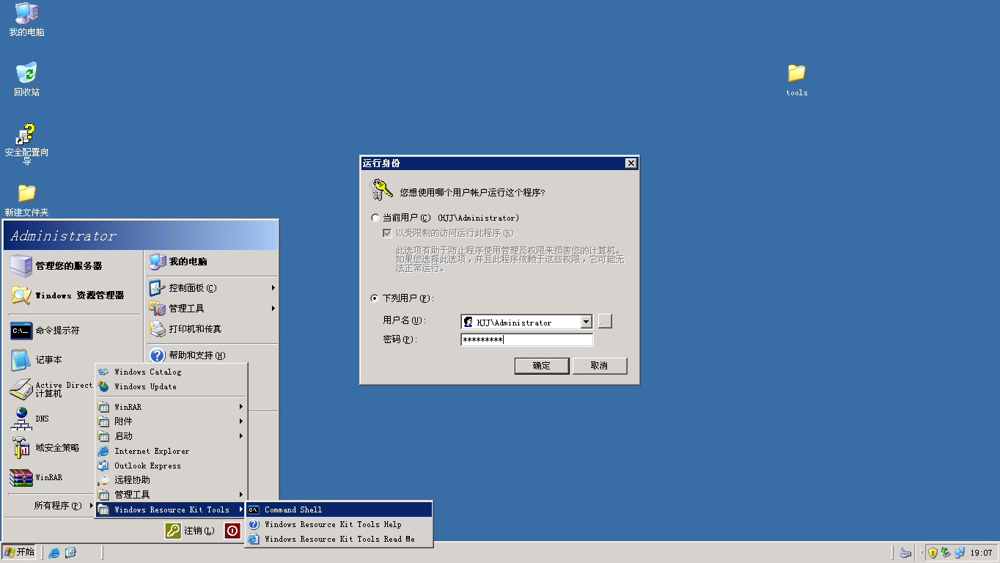 我的电脑
回收站
安全配置向
导
新建文件夹
tools
运行身份
您想使用哪个用户帐户运行这个程序?
当前用户(C) (HJJ\Administrator)
以受限制的访问运行此程序(R)
此选项有助于防止程序使用管理员权限来损害您的计算机。
如果您选择此选项，并且此程序依赖于这些权限，它可能无
法正常运行。
下列用户(F):
用户名(U):
HJJ\Administrator
...
密码(P):
*********
确定
取消
Administrator
管理您的服务器
Windows 资源管理器
命令提示符
记事本
Active Direct
计算机
DNS
域安全策略
WinRAR
所有程序(P)
我的电脑
控制面板(C)
管理工具
打印机和传真
帮助和支持(H)
Windows Catalog
Windows Update
WinRAR
附件
启动
Internet Explorer
Outlook Express
远程协助
管理工具
Windows Resource Kit Tools
Command Shell
Windows Resource Kit Tools Help
Windows Resource Kit Tools Read Me
注销(L)
开始
19:07